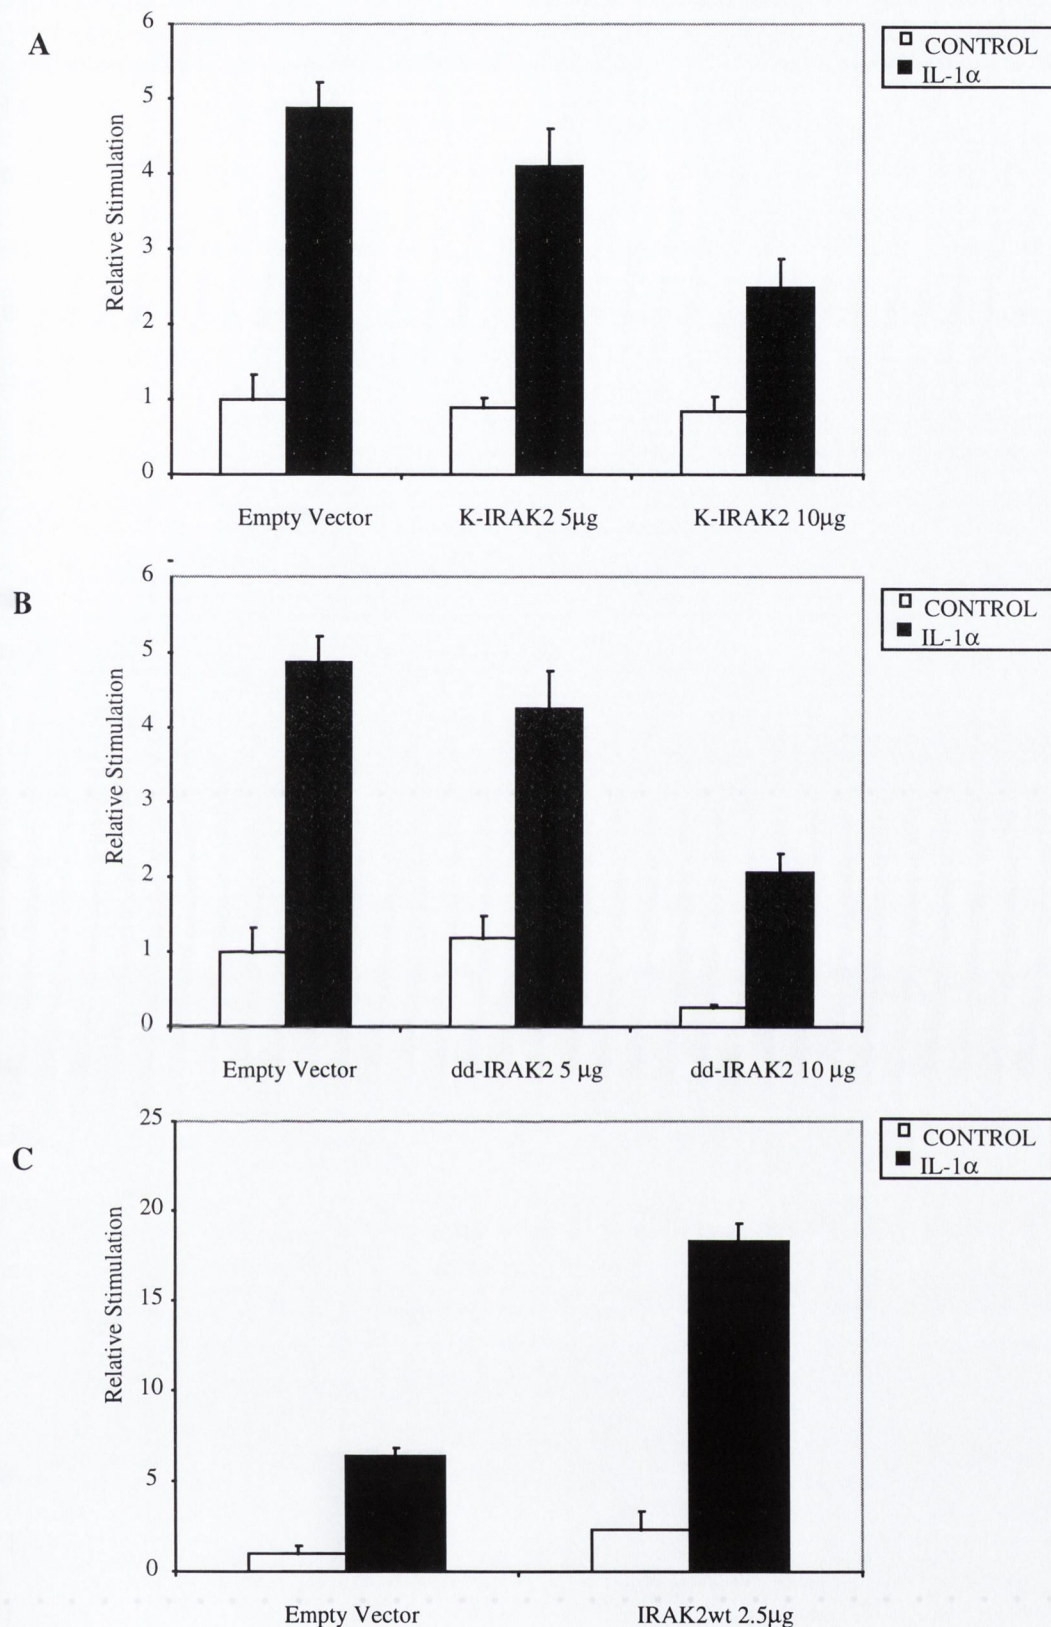 A
6
5
4
3
2
1
0
Relative Stimulation
CONTROL
IL-1α
Empty Vector
K-IRAK2 5μg
K-IRAK2 10μg
B
6
5
4
3
2
1
0
Relative Stimulation
CONTROL
IL-1α
Empty Vector
dd-IRAK2 5 μg
dd-IRAK2 10 μg
C
25
20
15
10
5
0
Relative Stimulation
CONTROL
IL-1α
Empty Vector
IRAK2wt 2.5μg